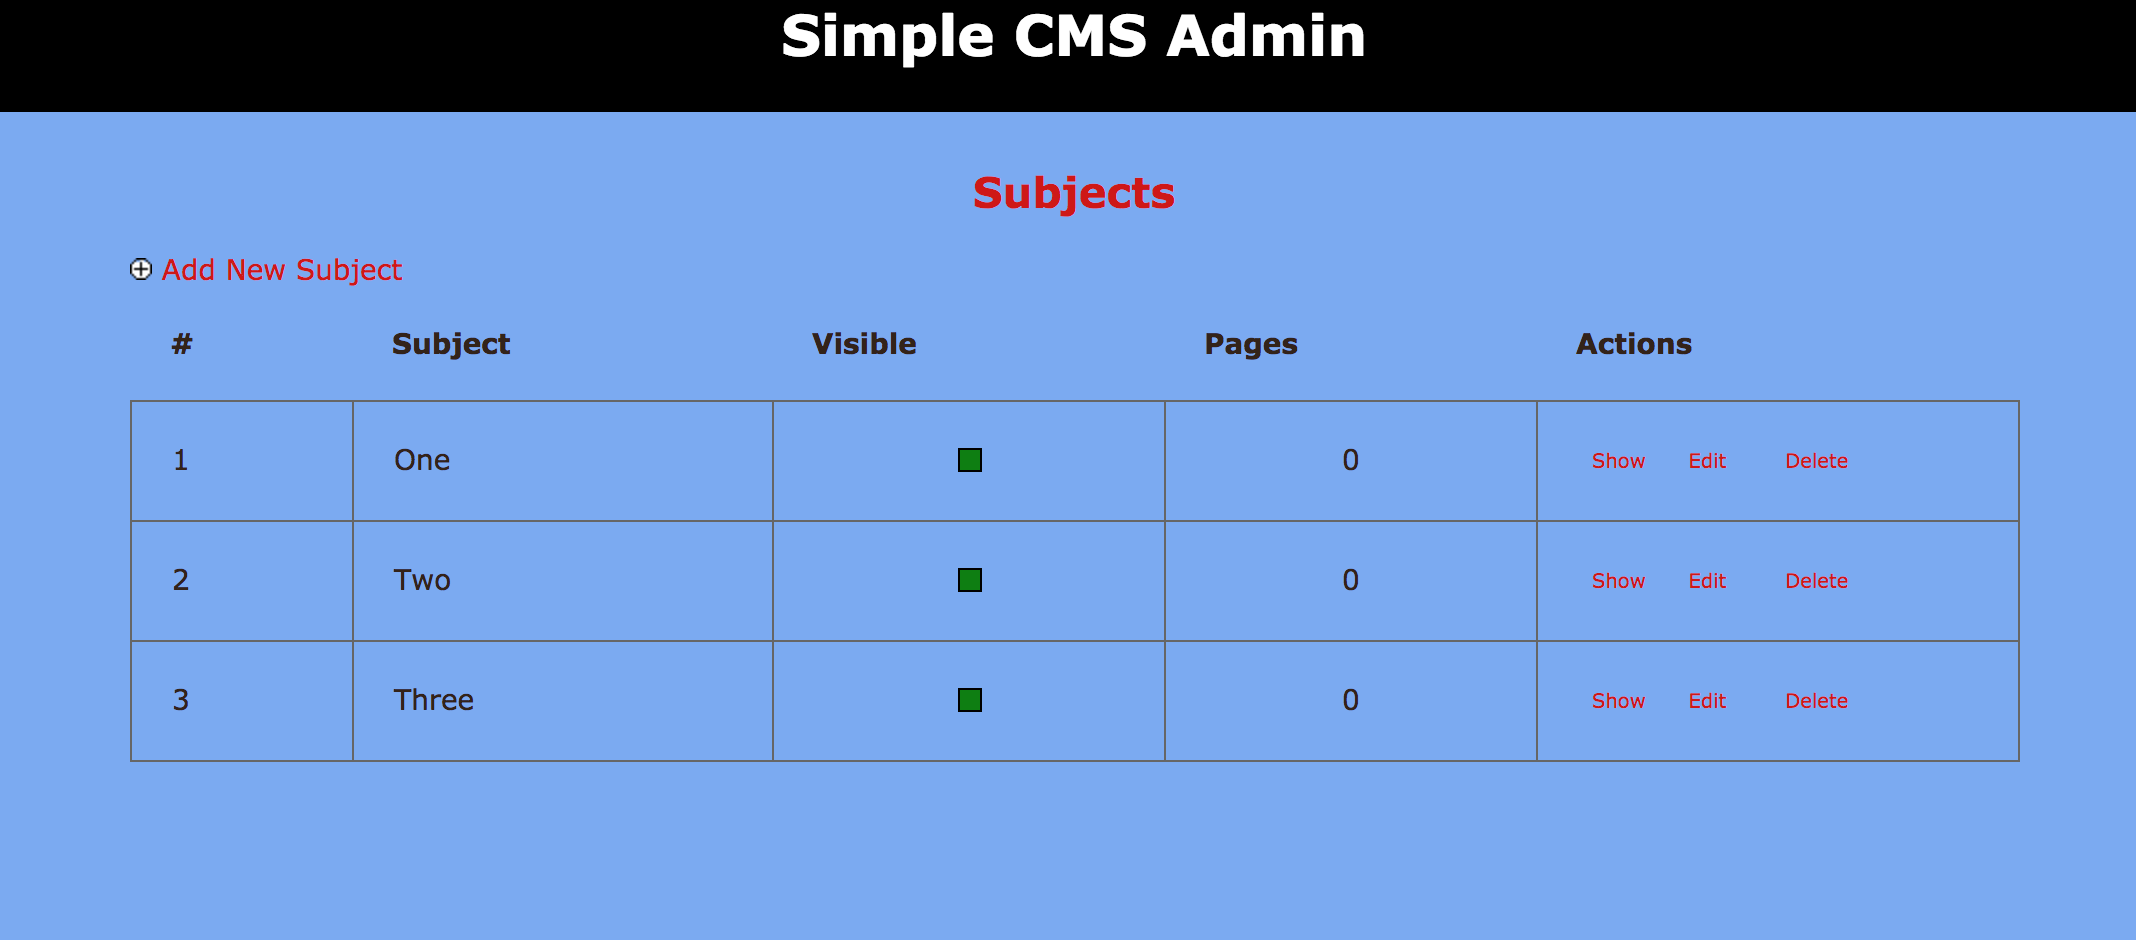 Simple CMS Admin
Subjects
Add New Subject
# Subject Visible Pages Actions
1 One 0 Show Edit Delete
2 Two 0 Show Edit Delete
3 Three 0 Show Edit Delete